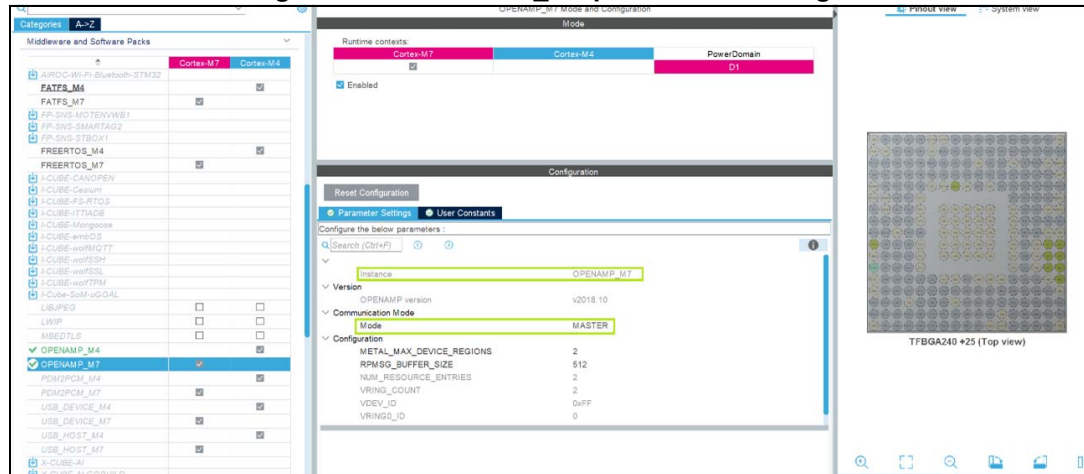 OPENAMP_M7 Mode and Configuration
Pinout view
System view
Categories A->Z
Middleware and Software Packs
Cortex-M7 Cortex-M4
AIROC-Wi-Fi-Bluetooth-STM32
FATFS_M4
FATFS_M7
FP-SNS-MOTENVWB1
FP-SNS-SMARTAG2
FP-SNS-STBOX1
FREERTOS_M4
FREERTOS_M7
I-CUBE-CANOPEN
I-CUBE-Cesium
I-CUBE-FS-RTOS
I-CUBE-ITTIADB
I-CUBE-Mongoose
I-CUBE-embOS
I-CUBE-wolfMQTT
I-CUBE-wolfSSH
I-CUBE-wolfSSL
I-CUBE-wolfTPM
I-Cube-SoM-uGOAL
LIBJPEG
LWIP
MBEDTLS
OPENAMP_M4
OPENAMP_M7
PDM2PCM_M4
PDM2PCM_M7
USB_DEVICE_M4
USB_DEVICE_M7
USB_HOST_M4
USB_HOST_M7
X-CUBE-AI
Mode
Runtime contexts:
Cortex-M7 Cortex-M4 PowerDomain
D1
Enabled
Configuration
Reset Configuration
Parameter Settings User Constants
Configure the below parameters :
Search (Ctrl+F)
Instance OPENAMP_M7
Version
OPENAMP version v2018.10
Communication Mode
Mode MASTER
Configuration
METAL_MAX_DEVICE_REGIONS 2
RPMSG_BUFFER_SIZE 512
NUM_RESOURCE_ENTRIES 2
VRING_COUNT 2
VDEV_ID 0xFF
VRING0_ID 0
TFBGA240 +25 (Top view)